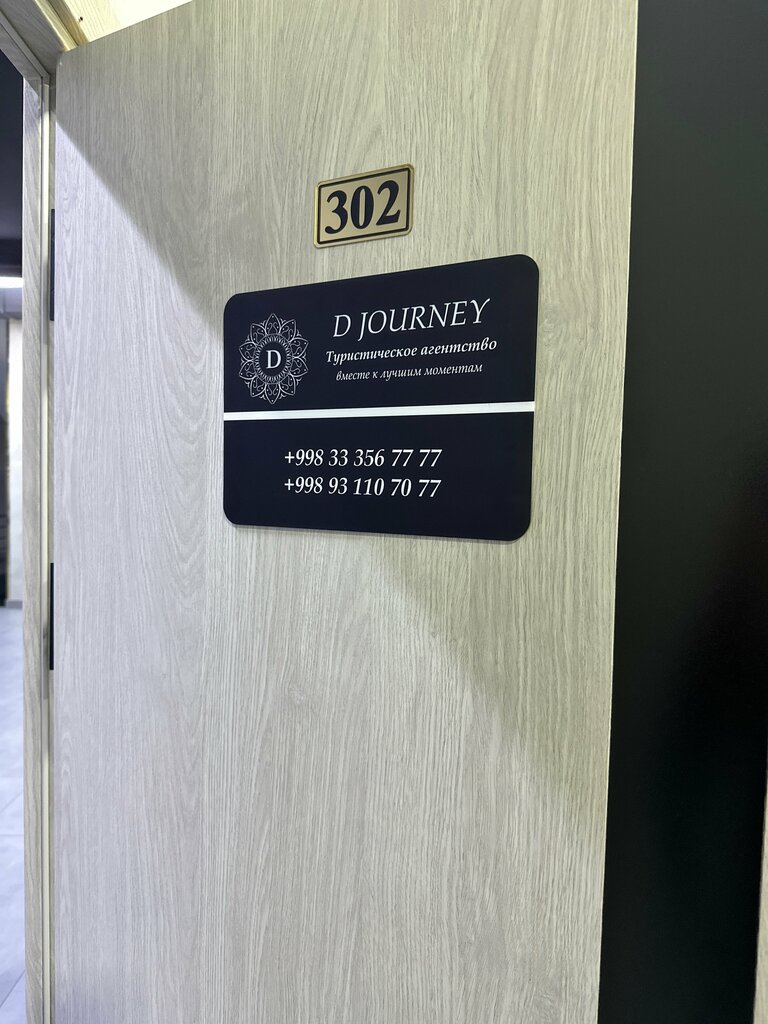 302
D JOURNEY
D
Туристическое агентство
вместе к лучшим моментам
+998 33 356 77 77
+998 93 110 70 77